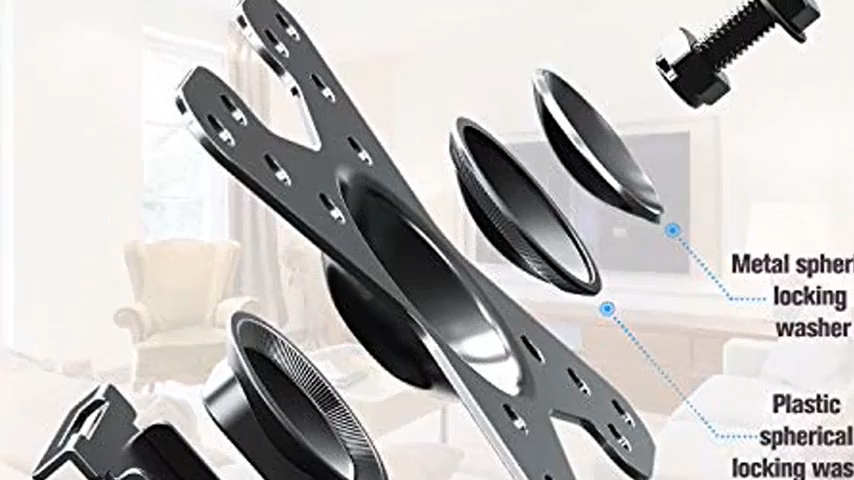 Metal spheri
locking
washer
Plastic
spherical
locking was